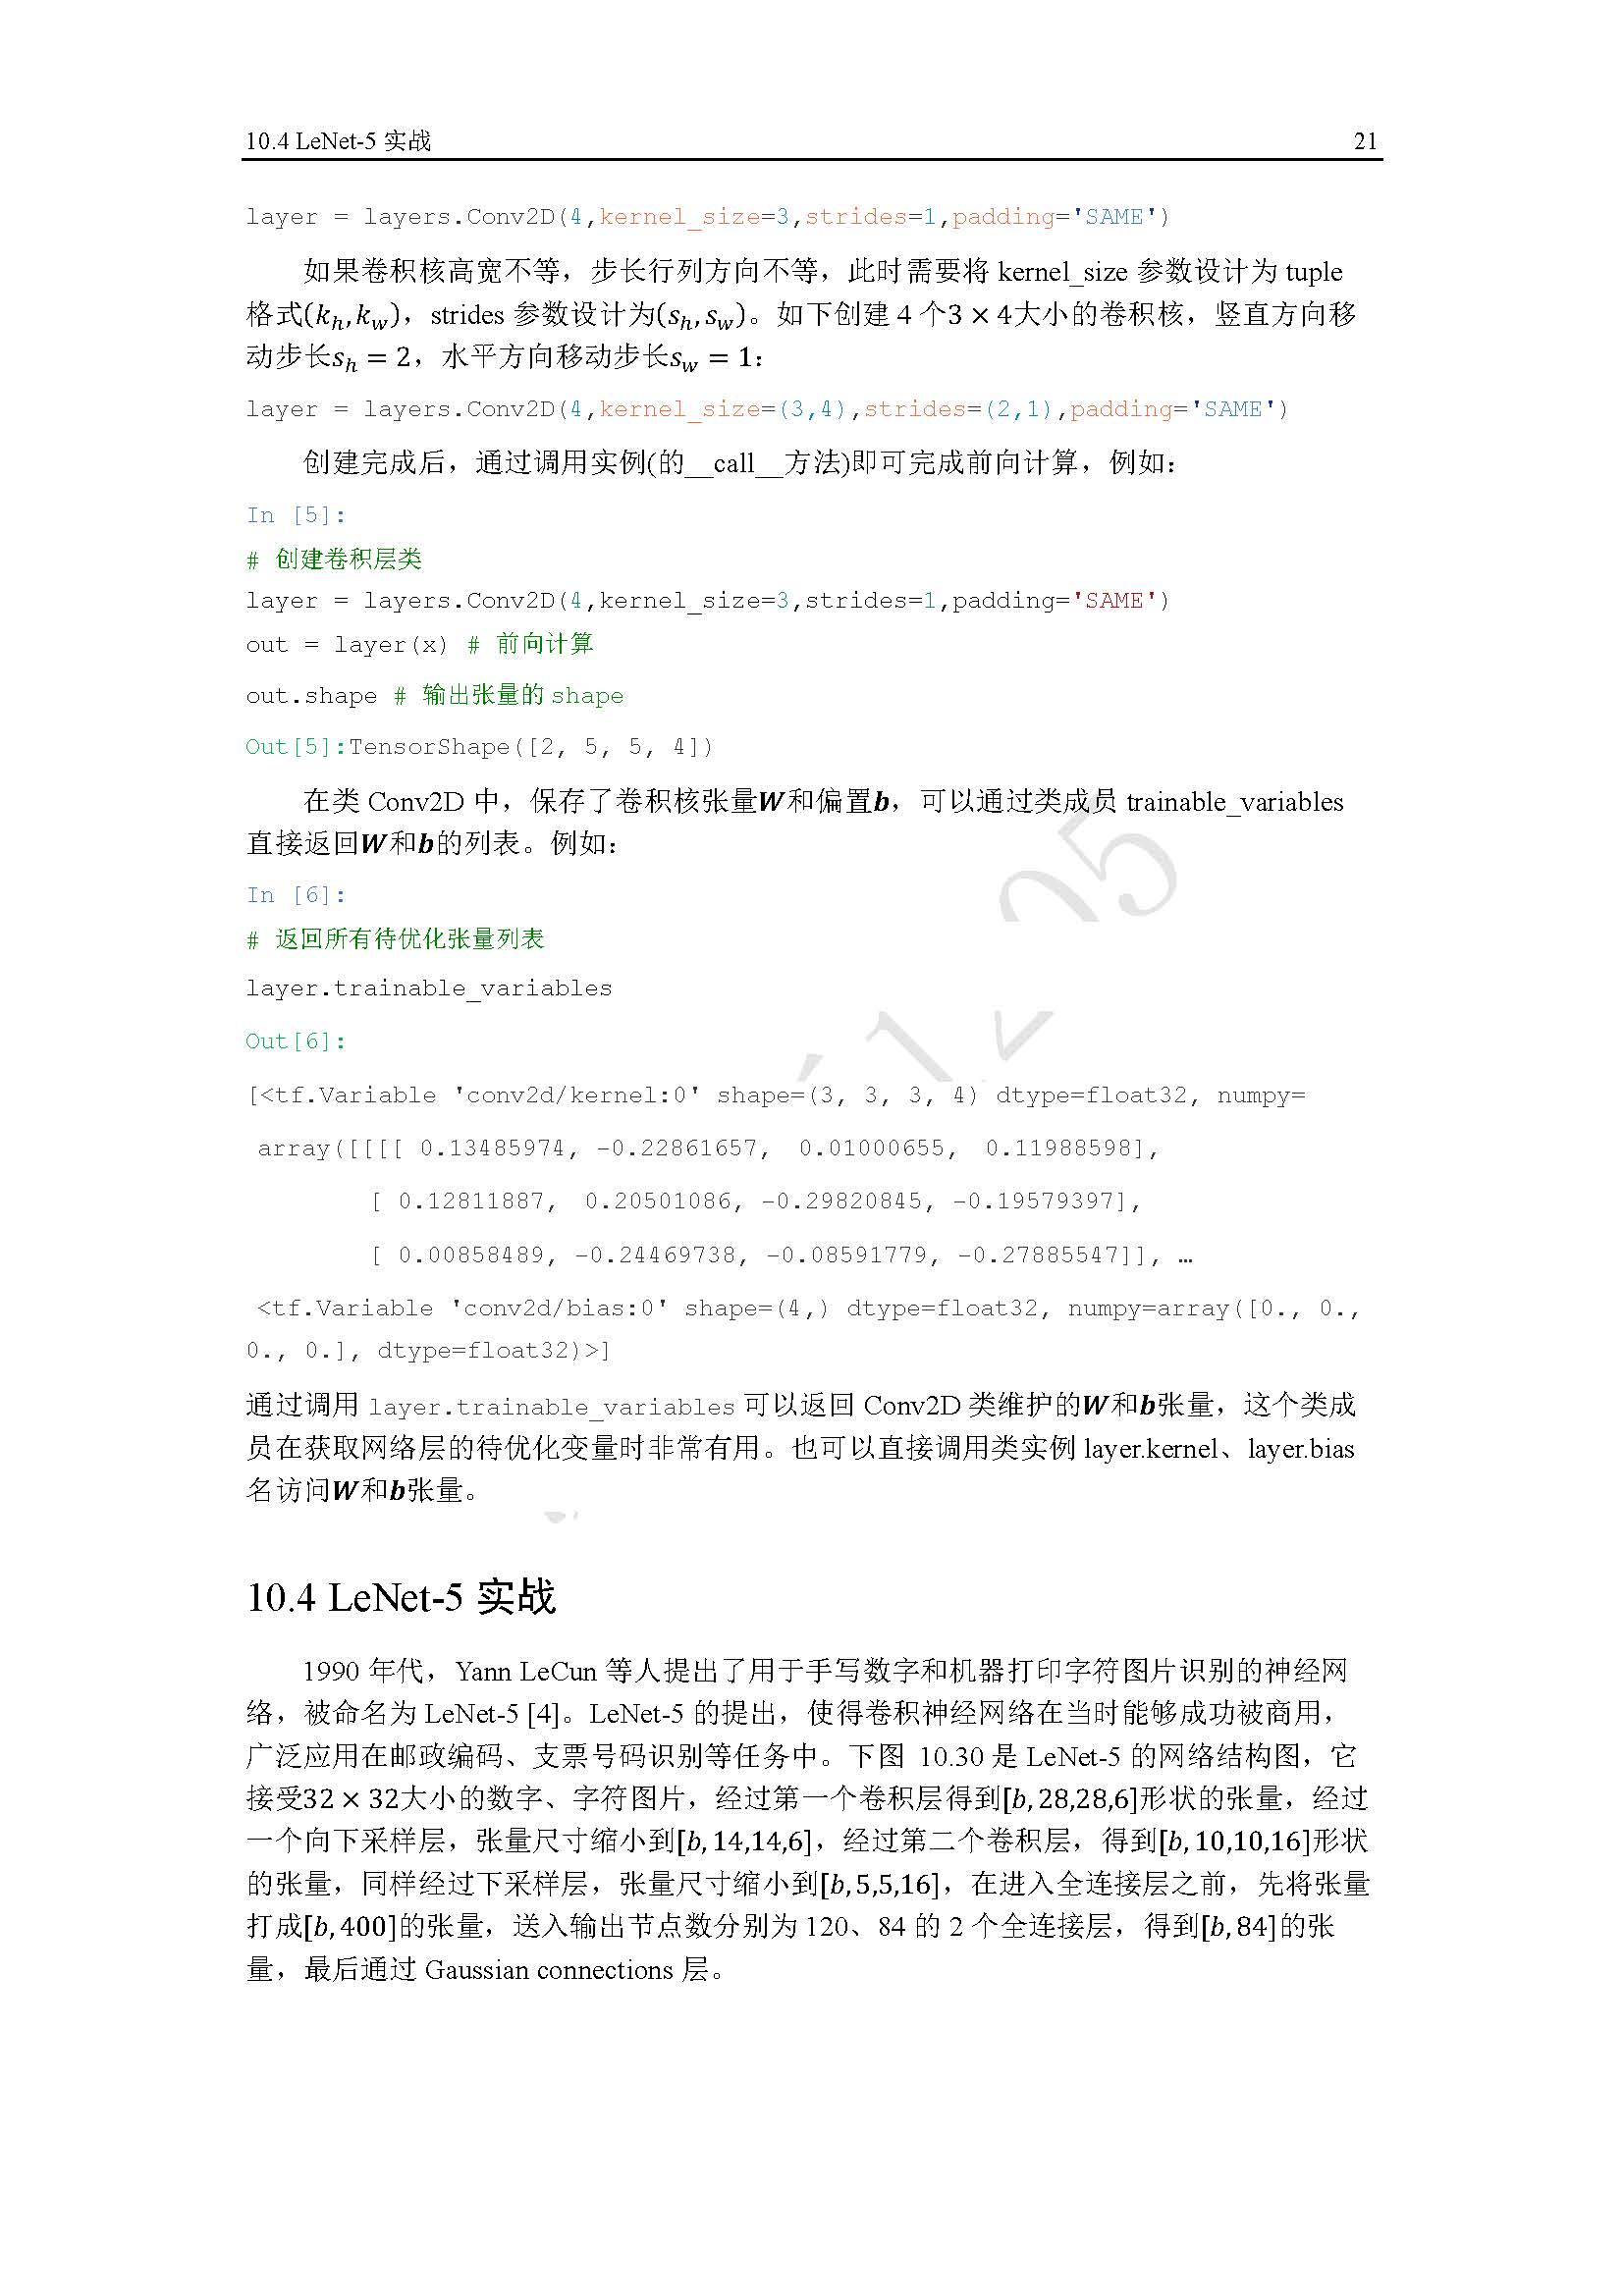 10.4 LeNet-5 实战 21
layer = layers.Conv2D(4,kernel_size=3,strides=1,padding='SAME')
如果卷积核高宽不等，步长行列方向不等，此时需要将 kernel_size 参数设计为 tuple
格式(kₕ,k_w)，strides 参数设计为(sₕ,s_w)。如下创建 4 个3 × 4大小的卷积核，竖直方向移
动步长sₕ = 2，水平方向移动步长s_w = 1：
layer = layers.Conv2D(4,kernel_size=(3,4),strides=(2,1),padding='SAME')
创建完成后，通过调用实例(的__call__方法)即可完成前向计算，例如：
In [5]:
# 创建卷积层类
layer = layers.Conv2D(4,kernel_size=3,strides=1,padding='SAME')
out = layer(x) # 前向计算
out.shape # 输出张量的 shape
Out[5]:TensorShape([2, 5, 5, 4])
在类 Conv2D 中，保存了卷积核张量W和偏置b，可以通过类成员 trainable_variables
直接返回W和b的列表。例如：
In [6]:
# 返回所有待优化张量列表
layer.trainable_variables
Out[6]:
[<tf.Variable 'conv2d/kernel:0' shape=(3, 3, 3, 4) dtype=float32, numpy=
array([[[[ 0.13485974, -0.22861657, 0.01000655, 0.11988598],
[ 0.12811887, 0.20501086, -0.29820845, -0.19579397],
[ 0.00858489, -0.24469738, -0.08591779, -0.27885547]], …
<tf.Variable 'conv2d/bias:0' shape=(4,) dtype=float32, numpy=array([0., 0.,
0., 0.], dtype=float32)>]
通过调用 layer.trainable_variables 可以返回 Conv2D 类维护的W和b张量，这个类成
员在获取网络层的待优化变量时非常有用。也可以直接调用类实例 layer.kernel、layer.bias
名访问W和b张量。
10.4 LeNet-5 实战
1990 年代，Yann LeCun 等人提出了用于手写数字和机器打印字符图片识别的神经网
络，被命名为 LeNet-5 [4]。LeNet-5 的提出，使得卷积神经网络在当时能够成功被商用，
广泛应用在邮政编码、支票号码识别等任务中。下图 10.30 是 LeNet-5 的网络结构图，它
接受32 × 32大小的数字、字符图片，经过第一个卷积层得到[b, 28,28,6]形状的张量，经过
一个向下采样层，张量尺寸缩小到[b, 14,14,6]，经过第二个卷积层，得到[b, 10,10,16]形状
的张量，同样经过下采样层，张量尺寸缩小到[b, 5,5,16]，在进入全连接层之前，先将张量
打成[b, 400]的张量，送入输出节点数分别为 120、84 的 2 个全连接层，得到[b, 84]的张
量，最后通过 Gaussian connections 层。